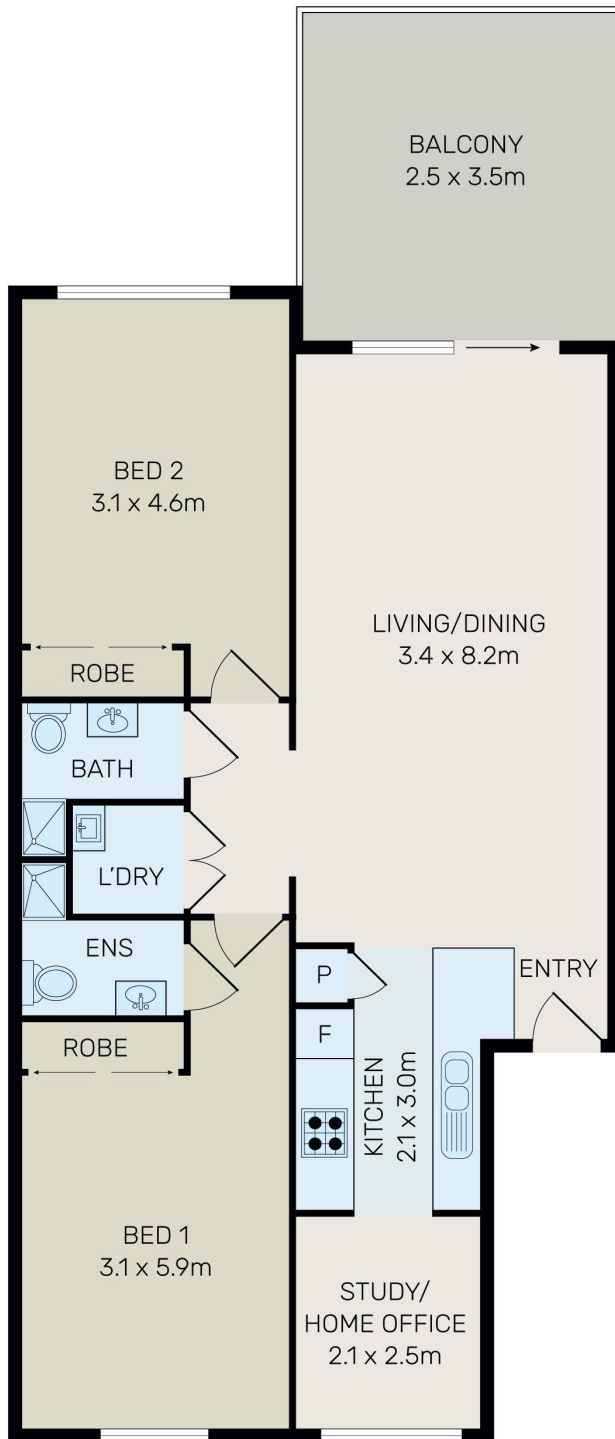 BALCONY
2.5 x 3.5m
BED 2
3.1 x 4.6m
LIVING/DINING
3.4 x 8.2m
ROBE
BATH
L'DRY
ENS
P
ENTRY
F
ROBE
KITCHEN
2.1 x 3.0m
BED 1
3.1 x 5.9m
STUDY/
HOME OFFICE
2.1 x 2.5m